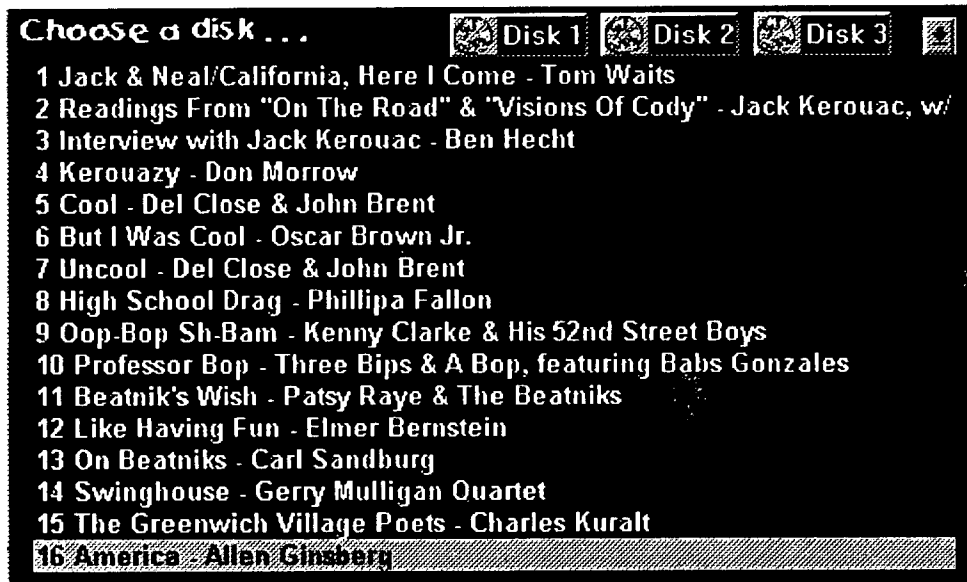 Choose a disk ... Disk 1 Disk 2 Disk 3
1 Jack & Neal/California, Here I Come - Tom Waits
2 Readings From "On The Road" & "Visions Of Cody" - Jack Kerouac, w/
3 Interview with Jack Kerouac - Ben Hecht
4 Kerouazy - Don Morrow
5 Cool - Del Close & John Brent
6 But I Was Cool - Oscar Brown Jr.
7 Uncool - Del Close & John Brent
8 High School Drag - Phillipa Fallon
9 Oop-Bop Sh-Bam - Kenny Clarke & His 52nd Street Boys
10 Professor Bop - Three Bips & A Bop, featuring Babs Gonzales
11 Beatnik's Wish - Patsy Raye & The Beatniks
12 Like Having Fun - Elmer Bernstein
13 On Beatniks - Carl Sandburg
14 Swinghouse - Gerry Mulligan Quartet
15 The Greenwich Village Poets - Charles Kuralt
16 America - Allen Ginsberg